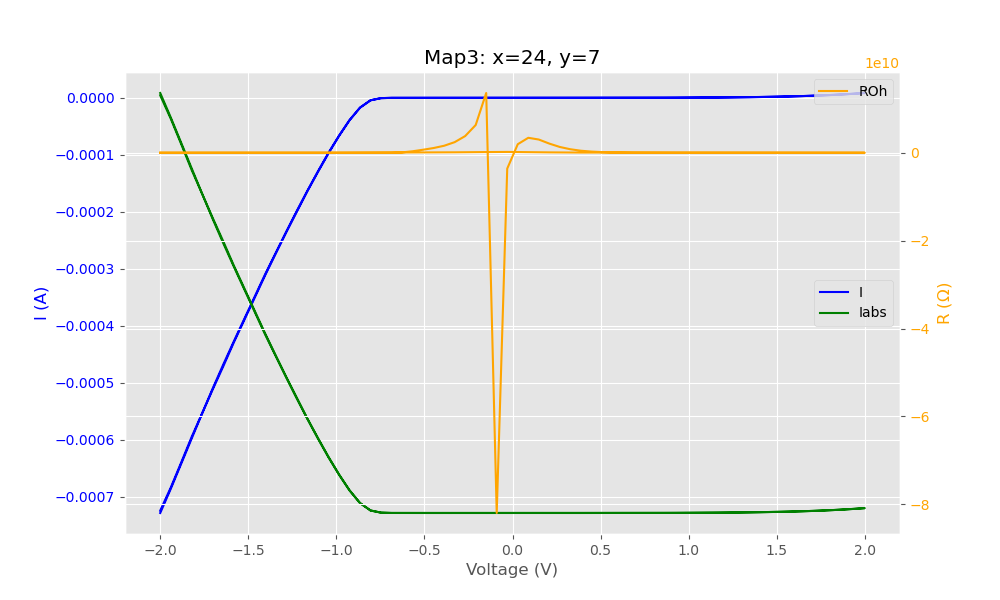 Map3: x=24, y=7
1e10
0.0000
−0.0001
−0.0002
−0.0003
−0.0004
−0.0005
−0.0006
−0.0007
I (A)
ROh
I
Iabs
0
−2
−4
−6
−8
R (Ω)
−2.0
−1.5
−1.0
−0.5
0.0
0.5
1.0
1.5
2.0
Voltage (V)